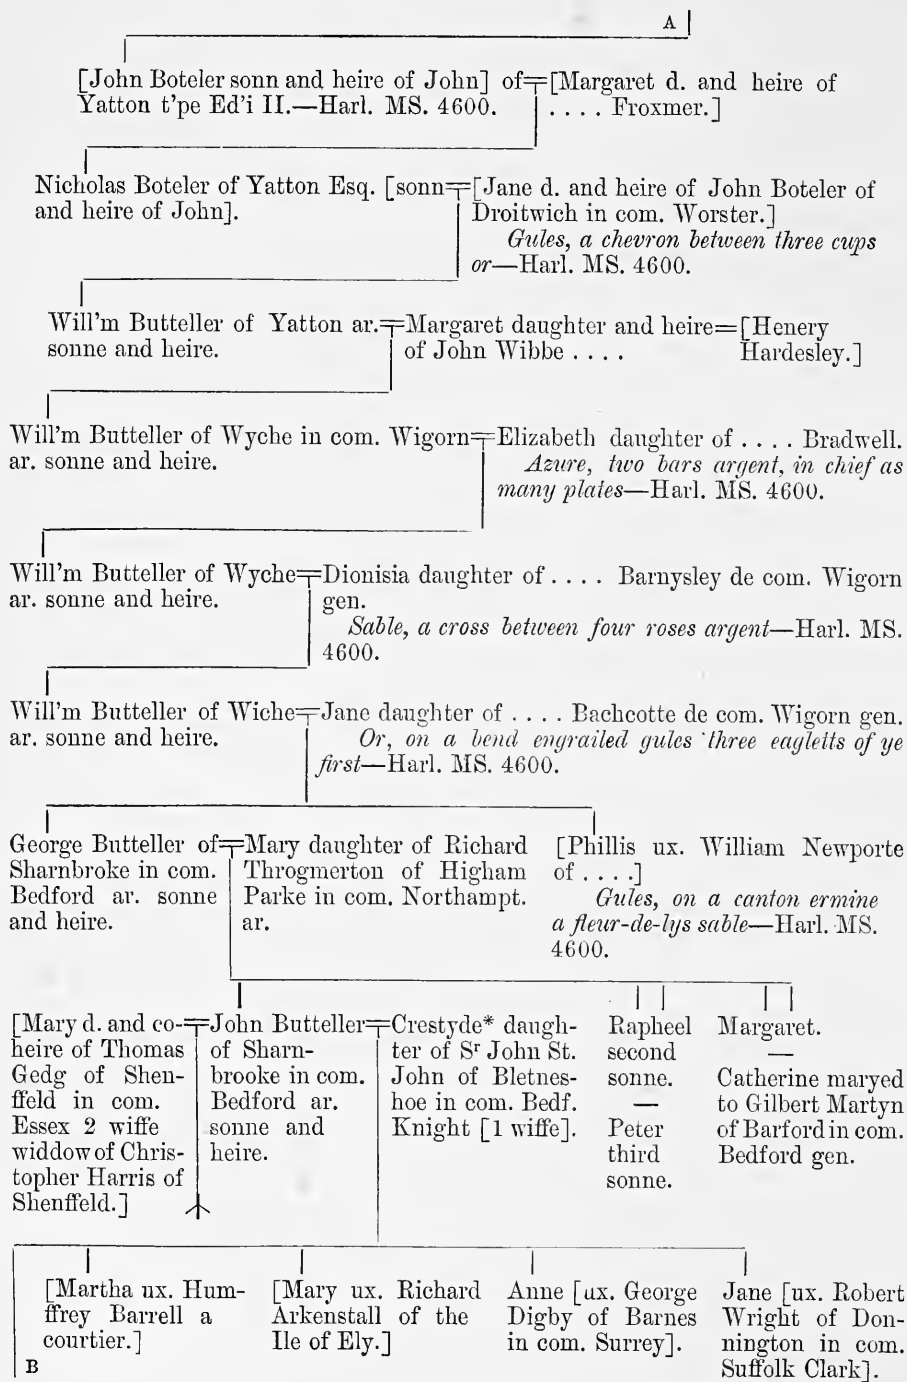 A
[John Boteler sonn and heire of John] of
Yatton t'pe Ed'i II.—Harl. MS. 4600.
[Margaret d. and heire of
. . . . Froxmer.]
Nicholas Boteler of Yatton Esq. [sonn
and heire of John].
[Jane d. and heire of John Boteler of
Droitwich in com. Worster.]
Gules, a chevron between three cups
or—Harl. MS. 4600.
Will'm Butteller of Yatton ar.
sonne and heire.
Margaret daughter and heire
of John Wibbe . . . .
[Henery
Hardesley.]
Will'm Butteller of Wyche in com. Wigorn
ar. sonne and heire.
Elizabeth daughter of . . . . Bradwell.
Azure, two bars argent, in chief as
many plates—Harl. MS. 4600.
Will'm Butteller of Wyche
ar. sonne and heire.
Dionisia daughter of . . . . Barnysley de com. Wigorn
gen.
Sable, a cross between four roses argent—Harl. MS.
4600.
Will'm Butteller of Wiche
ar. sonne and heire.
Jane daughter of . . . . Bachcotte de com. Wigorn gen.
Or, on a bend engrailed gules three eagletts of ye
first—Harl. MS. 4600.
George Butteller of
Sharnbroke in com.
Bedford ar. sonne
and heire.
Mary daughter of Richard
Throgmerton of Higham
Parke in com. Northampt.
ar.
[Phillis ux. William Newporte
of . . . .]
Gules, on a canton ermine
a fleur-de-lys sable—Harl. MS.
4600.
[Mary d. and co-
heire of Thomas
Gedg of Shen-
ffeld in com.
Essex 2 wiffe
widdow of Chris-
topher Harris of
Shenffeld.]
John Butteller
of Sharn-
brooke in com.
Bedford ar.
sonne and
heire.
Crestyde* daugh-
ter of Sr John St.
John of Bletnes-
hoe in com. Bedf.
Knight [1 wiffe].
Rapheel
second
sonne.
—
Peter
third
sonne.
Margaret.
—
Catherine maryed
to Gilbert Martyn
of Barford in com.
Bedford gen.
[Martha ux. Hum-
ffrey Barrell a
courtier.]
[Mary ux. Richard
Arkenstall of the
Ile of Ely.]
Anne [ux. George
Digby of Barnes
in com. Surrey].
Jane [ux. Robert
Wright of Don-
nington in com.
Suffolk Clark].
B